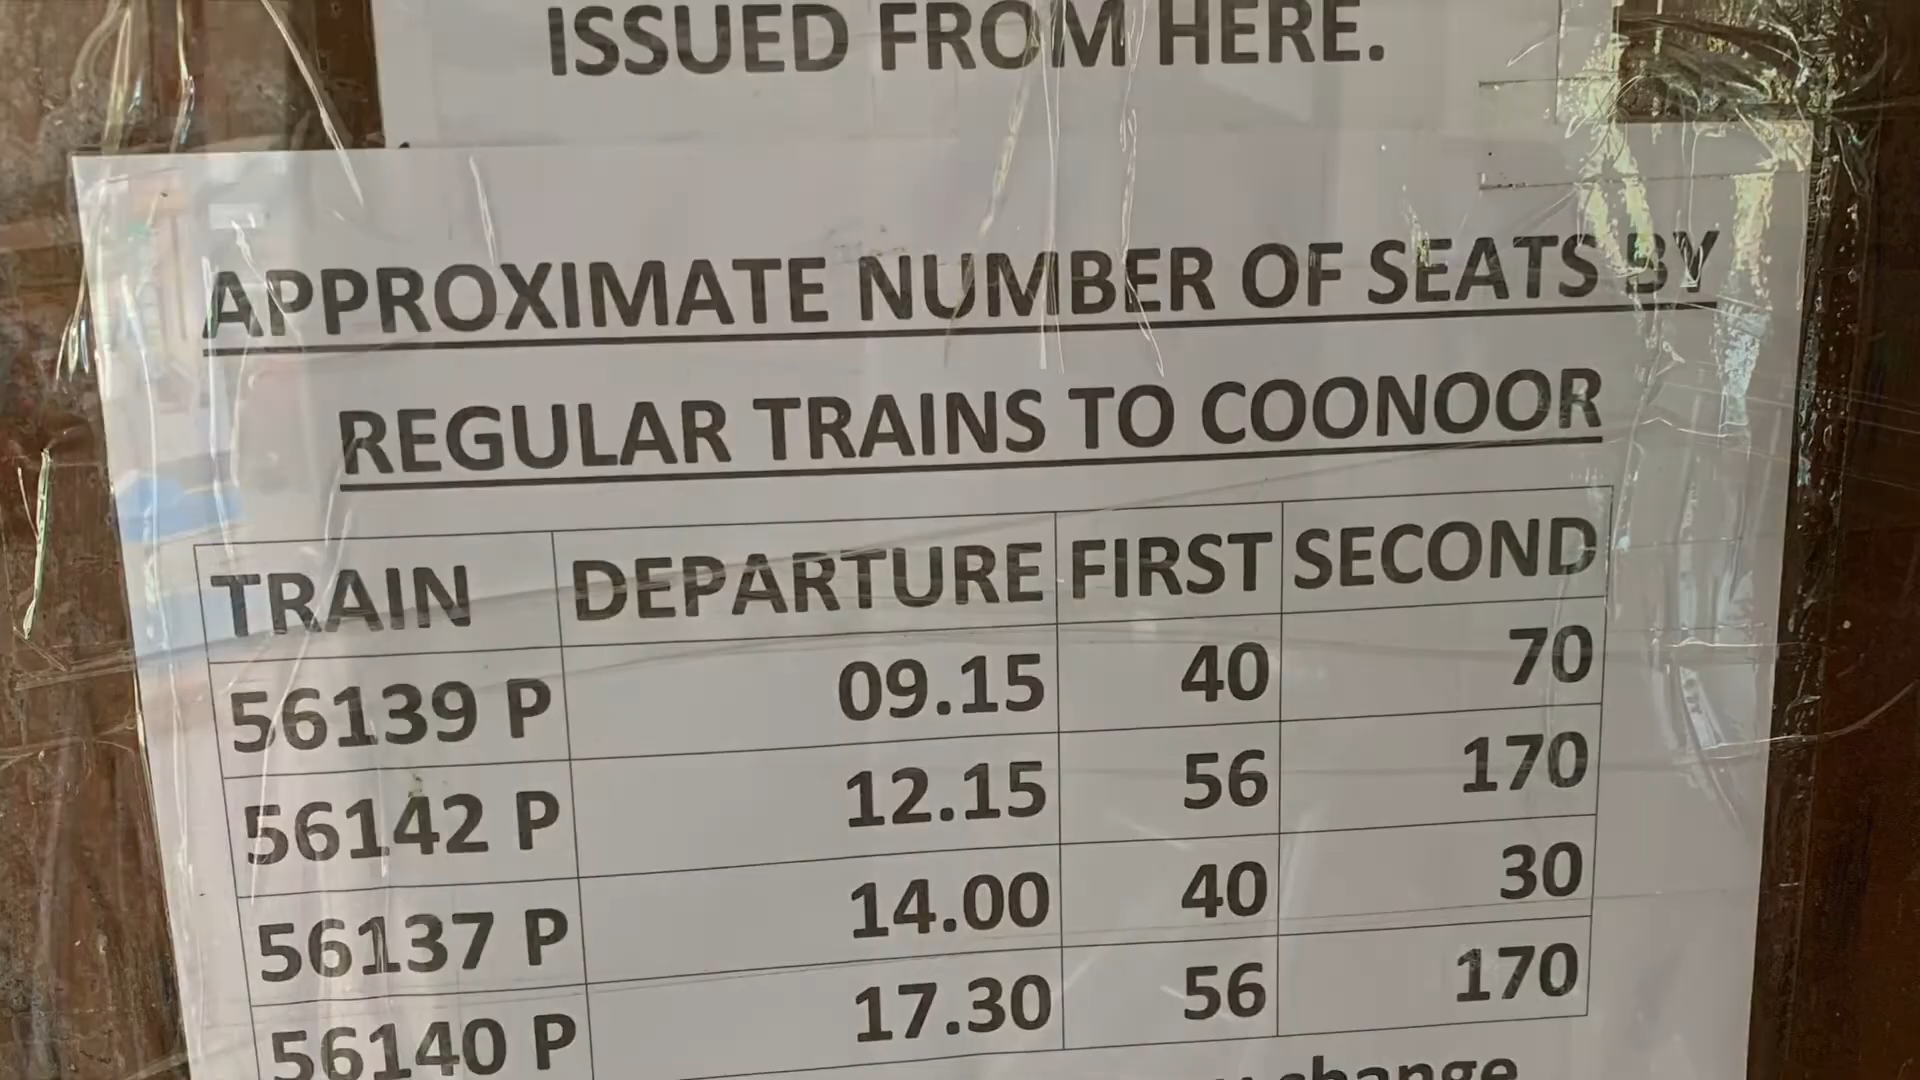 ISSUED FROM HERE.
APPROXIMATE NUMBER OF SEATS BY
REGULAR TRAINS TO COONOOR
TRAIN DEPARTURE FIRST SECOND
56139 P 09.15 40 70
56142 P 12.15 56 170
56137 P 14.00 40 30
56140 P 17.30 56 170
change